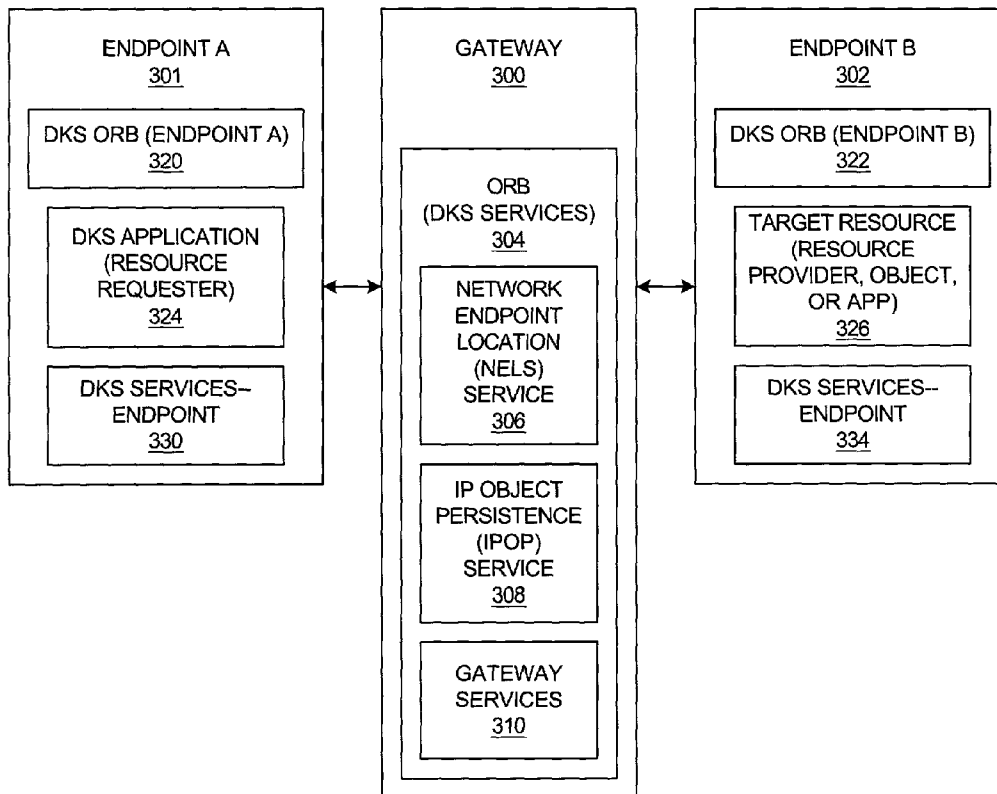 ENDPOINT A
301
DKS ORB (ENDPOINT A)
320
DKS APPLICATION
(RESOURCE
REQUESTER)
324
DKS SERVICES--
ENDPOINT
330
GATEWAY
300
ORB
(DKS SERVICES)
304
NETWORK
ENDPOINT
LOCATION
(NELS)
SERVICE
306
IP OBJECT
PERSISTENCE
(IPOP)
SERVICE
308
GATEWAY
SERVICES
310
ENDPOINT B
302
DKS ORB (ENDPOINT B)
322
TARGET RESOURCE
(RESOURCE
PROVIDER, OBJECT,
OR APP)
326
DKS SERVICES--
ENDPOINT
334